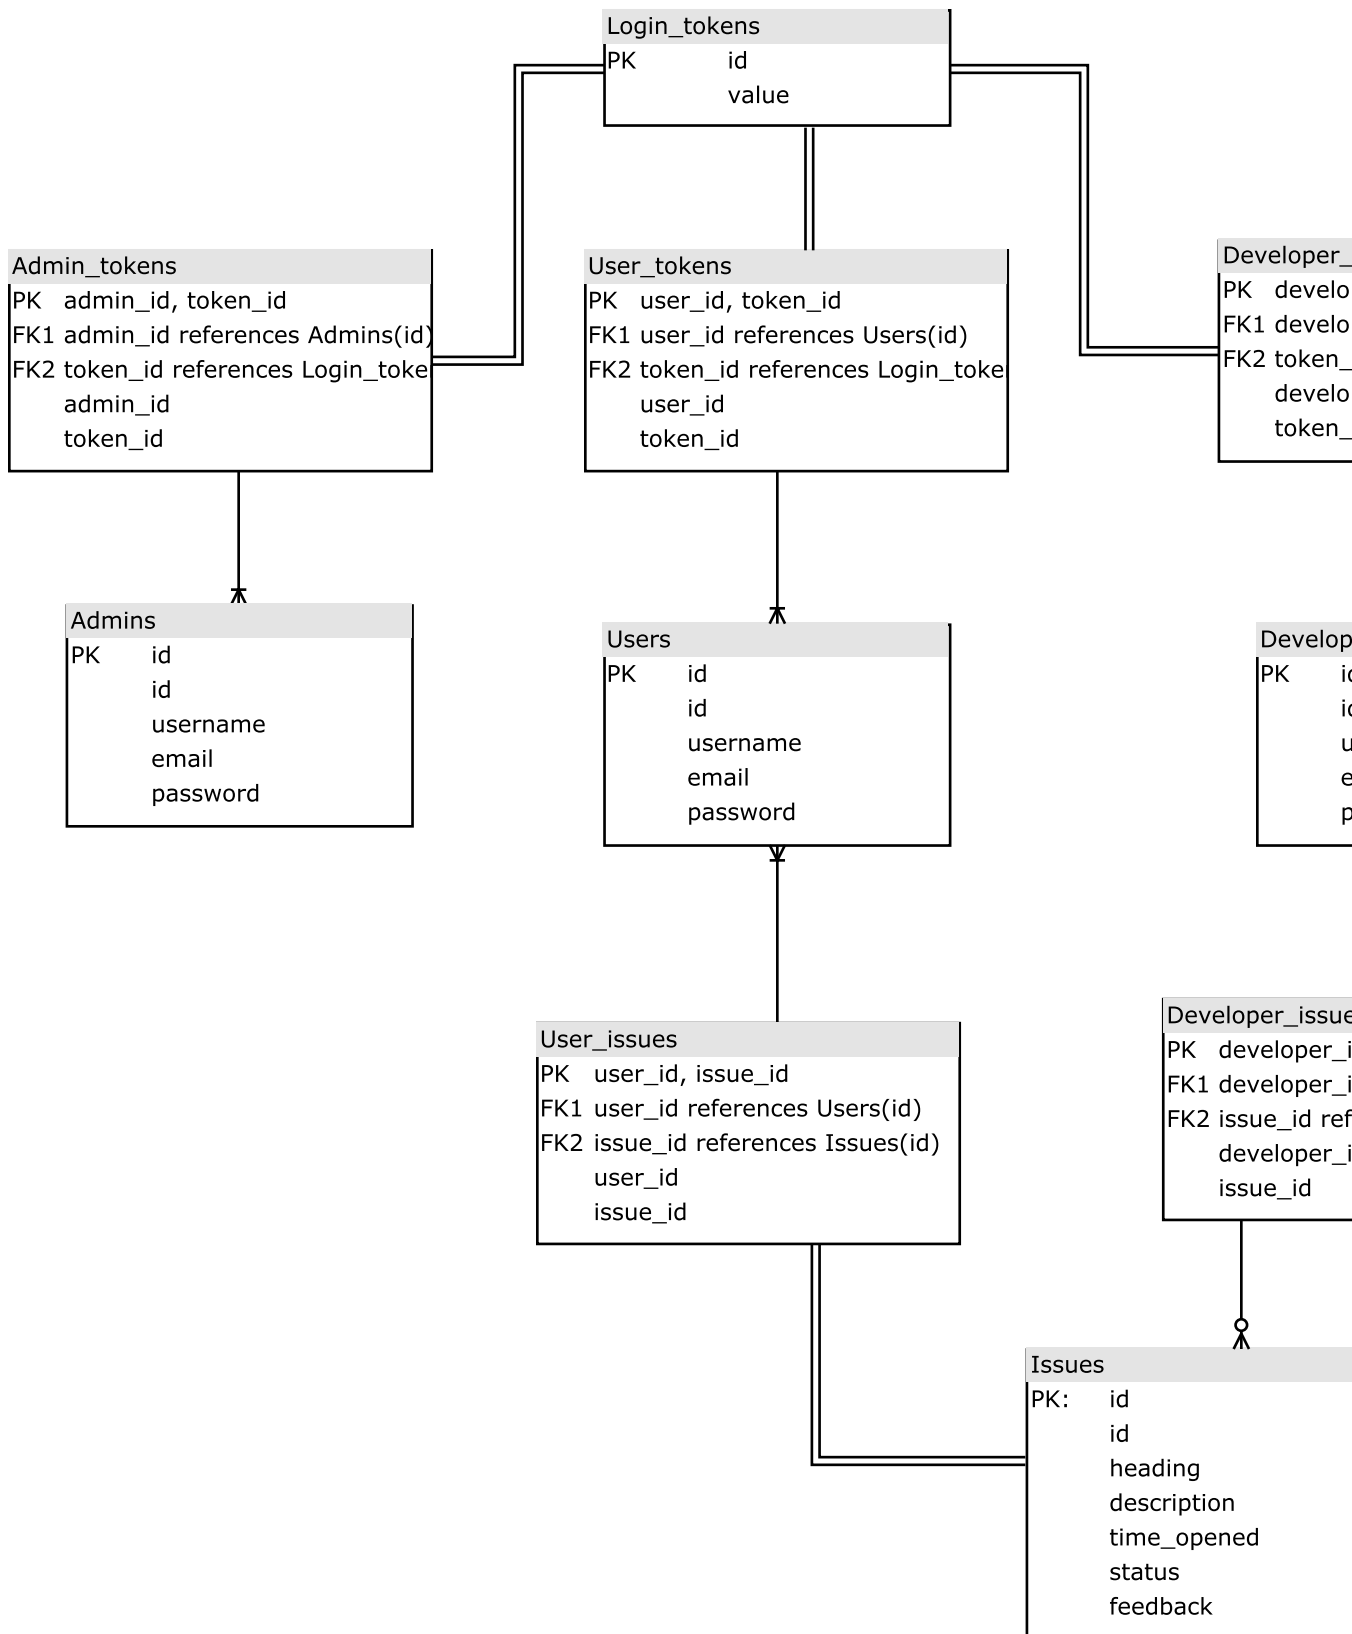 Login_tokens
PK id
value
Admin_tokens
PK admin_id, token_id
FK1 admin_id references Admins(id)
FK2 token_id references Login_toke
admin_id
token_id
User_tokens
PK user_id, token_id
FK1 user_id references Users(id)
FK2 token_id references Login_toke
user_id
token_id
Developer_
PK develo
FK1 develo
FK2 token_
develo
token_
Admins
PK id
id
username
email
password
Users
PK id
id
username
email
password
Develop
PK
User_issues
PK user_id, issue_id
FK1 user_id references Users(id)
FK2 issue_id references Issues(id)
user_id
issue_id
Developer_issue
PK developer_i
FK1 developer_i
FK2 issue_id ref
developer_i
issue_id
Issues
PK: id
id
heading
description
time_opened
status
feedback